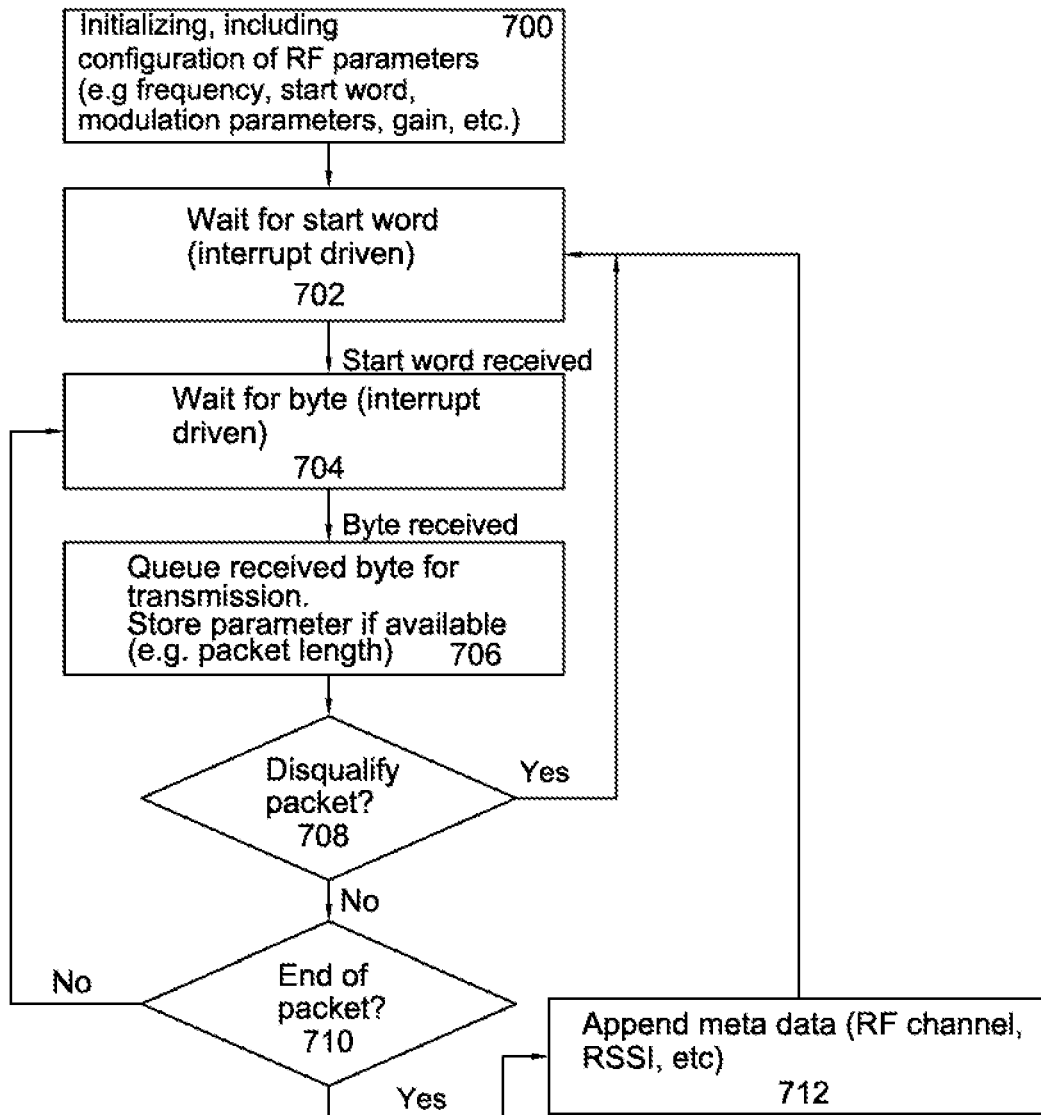 Initializing, including 700
configuration of RF parameters
(e.g frequency, start word,
modulation parameters, gain, etc.)
Wait for start word
(interrupt driven)
702
Start word received
Wait for byte (interrupt
driven)
704
Byte received
Queue received byte for
transmission.
Store parameter if available
(e.g. packet length) 706
Disqualify
packet?
708
Yes
No
End of
packet?
710
No
Yes
Append meta data (RF channel,
RSSI, etc)
712